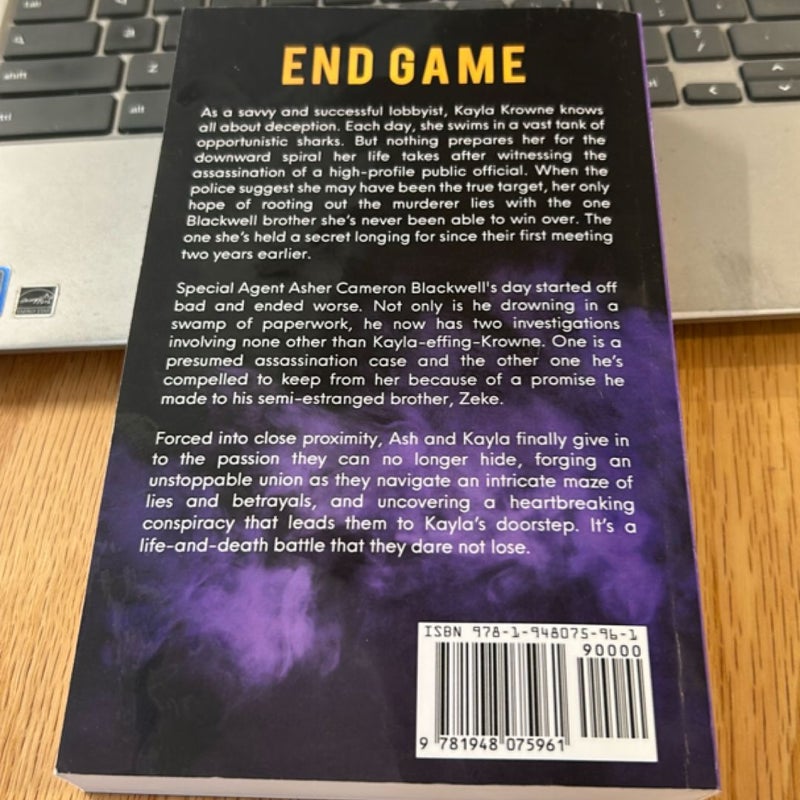 tab
shift
ctrl
Z
alt
?
/
<
END GAME
As a savvy and successful lobbyist, Kayla Krowne knows
all about deception. Each day, she swims in a vast tank of
opportunistic sharks. But nothing prepares her for the
downward spiral her life takes after witnessing the
assassination of a high-profile public official. When the
police suggest she may have been the true target, her only
hope of rooting out the murderer lies with the one
Blackwell brother she's never been able to win over. The
one she's held a secret longing for since their first meeting
two years earlier.
Special Agent Asher Cameron Blackwell's day started off
bad and ended worse. Not only is he drowning in a
swamp of paperwork, he now has two investigations
involving none other than Kayla-effing-Krowne. One is a
presumed assassination case and the other one he's
compelled to keep from her because of a promise he
made to his semi-estranged brother, Zeke.
Forced into close proximity, Ash and Kayla finally give in
to the passion they can no longer hide, forging an
unstoppable union as they navigate an intricate maze of
lies and betrayals, and uncovering a heartbreaking
conspiracy that leads them to Kayla's doorstep. It's a
life-and-death battle that they dare not lose.
ISBN 978-1-948075-96-1
90000
9 781948 075961